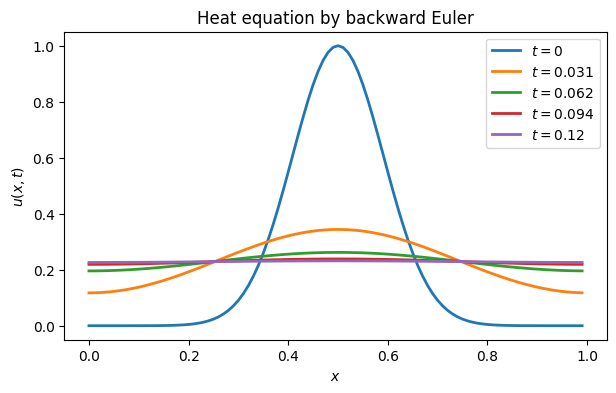 Heat equation by backward Euler
u(x, t)
1.0
0.8
0.6
0.4
0.2
0.0
t = 0
t = 0.031
t = 0.062
t = 0.094
t = 0.12
0.0 0.2 0.4 0.6 0.8 1.0
x